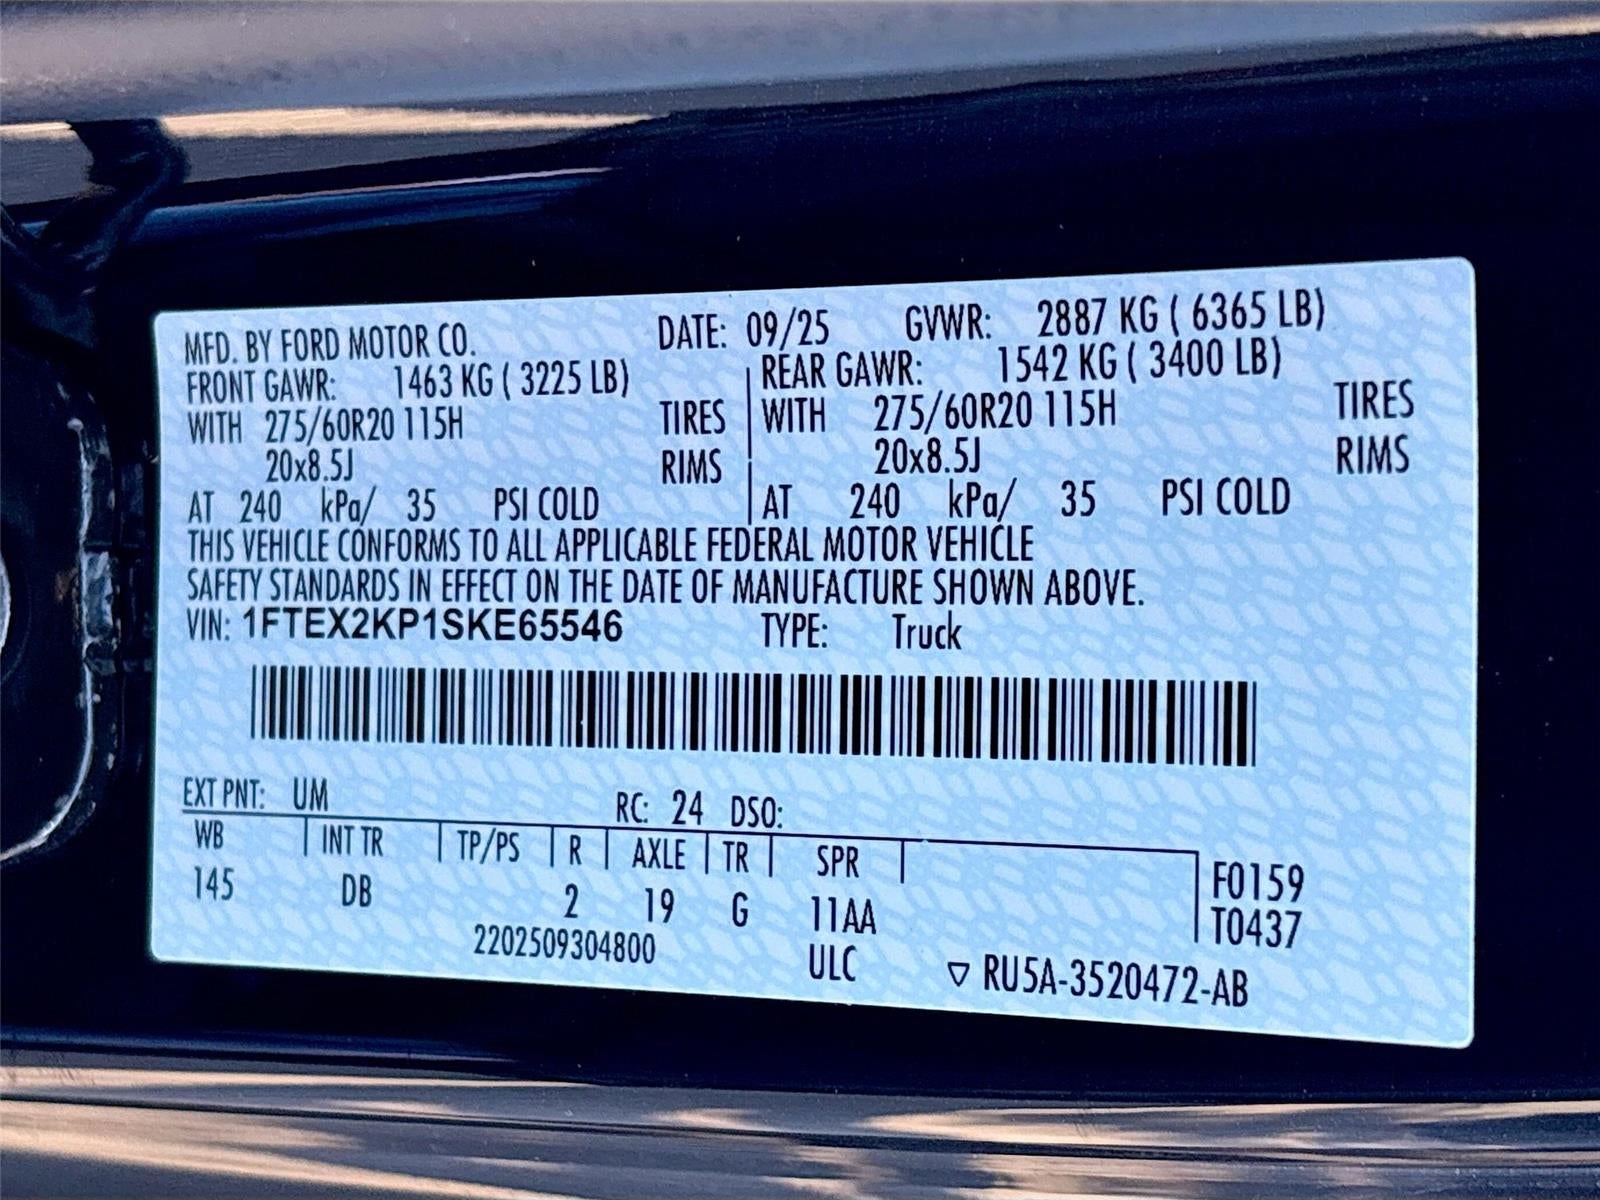 MFD. BY FORD MOTOR CO. DATE: 09/25 GVWR: 2887 KG ( 6365 LB)
FRONT GAWR: 1463 KG ( 3225 LB) REAR GAWR: 1542 KG ( 3400 LB)
WITH 275/60R20 115H TIRES WITH 275/60R20 115H TIRES
20x8.5J RIMS 20x8.5J RIMS
AT 240 kPa/ 35 PSI COLD AT 240 kPa/ 35 PSI COLD
THIS VEHICLE CONFORMS TO ALL APPLICABLE FEDERAL MOTOR VEHICLE
SAFETY STANDARDS IN EFFECT ON THE DATE OF MANUFACTURE SHOWN ABOVE.
VIN: 1FTEX2KP1SKE65546 TYPE: Truck
EXT PNT: UM RC: 24 DSO:
WB INT TR TP/PS R AXLE TR SPR F0159
145 DB 2 19 G 11AA T0437
2202509304800 ULC ▽ RU5A-3520472-AB